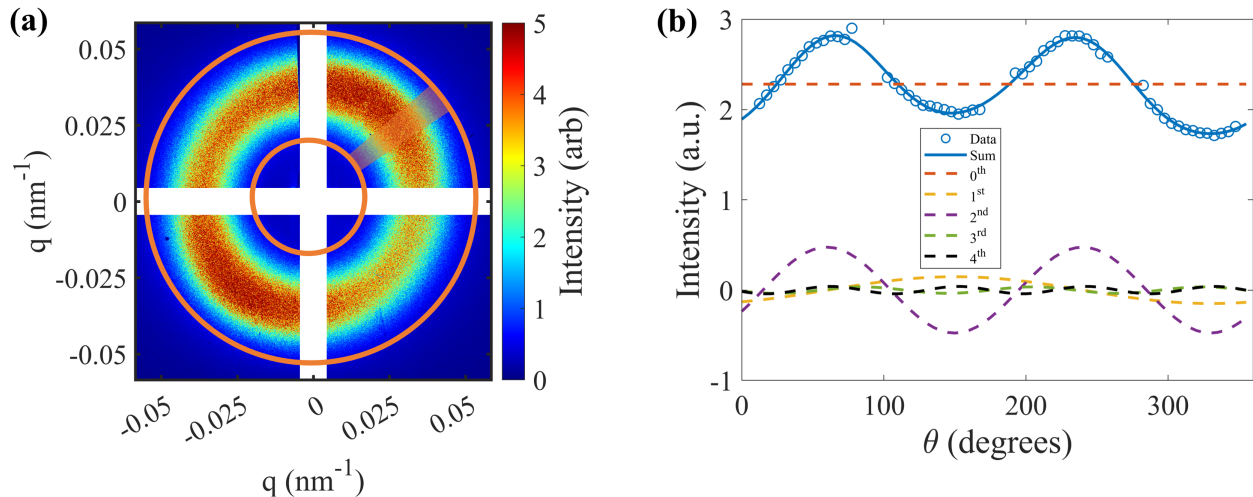 (a)
0.05
0.025
0
-0.025
-0.05
q (nm⁻¹)
-0.05
-0.025
0
0.025
0.05
q (nm⁻¹)
5
4
3
2
1
0
Intensity (arb)
(b)
3
2
1
0
-1
Intensity (a.u.)
Data
Sum
0ᵗʰ
1ˢᵗ
2ⁿᵈ
3ʳᵈ
4ᵗʰ
0
100
200
300
θ (degrees)